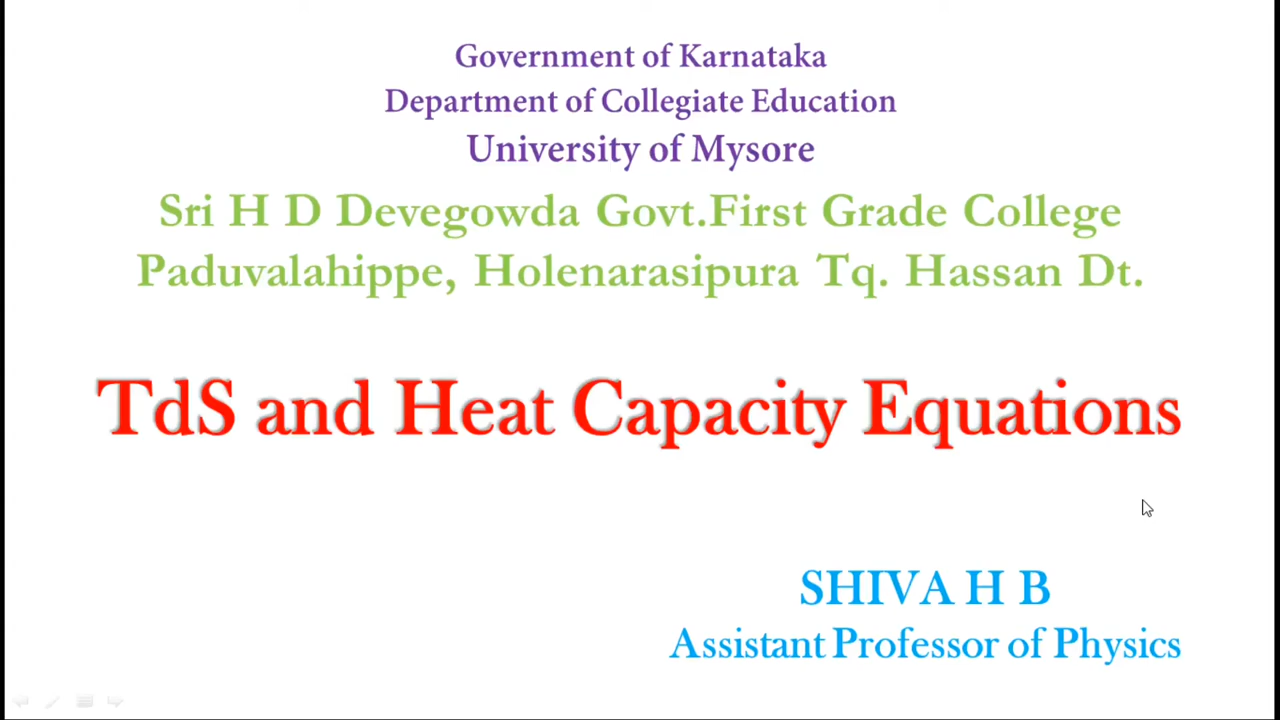 Government of Karnataka
Department of Collegiate Education
University of Mysore
Sri H D Devegowda Govt.First Grade College
Paduvalahippe, Holenarasipura Tq. Hassan Dt.
TdS and Heat Capacity Equations
SHIVA H B
Assistant Professor of Physics